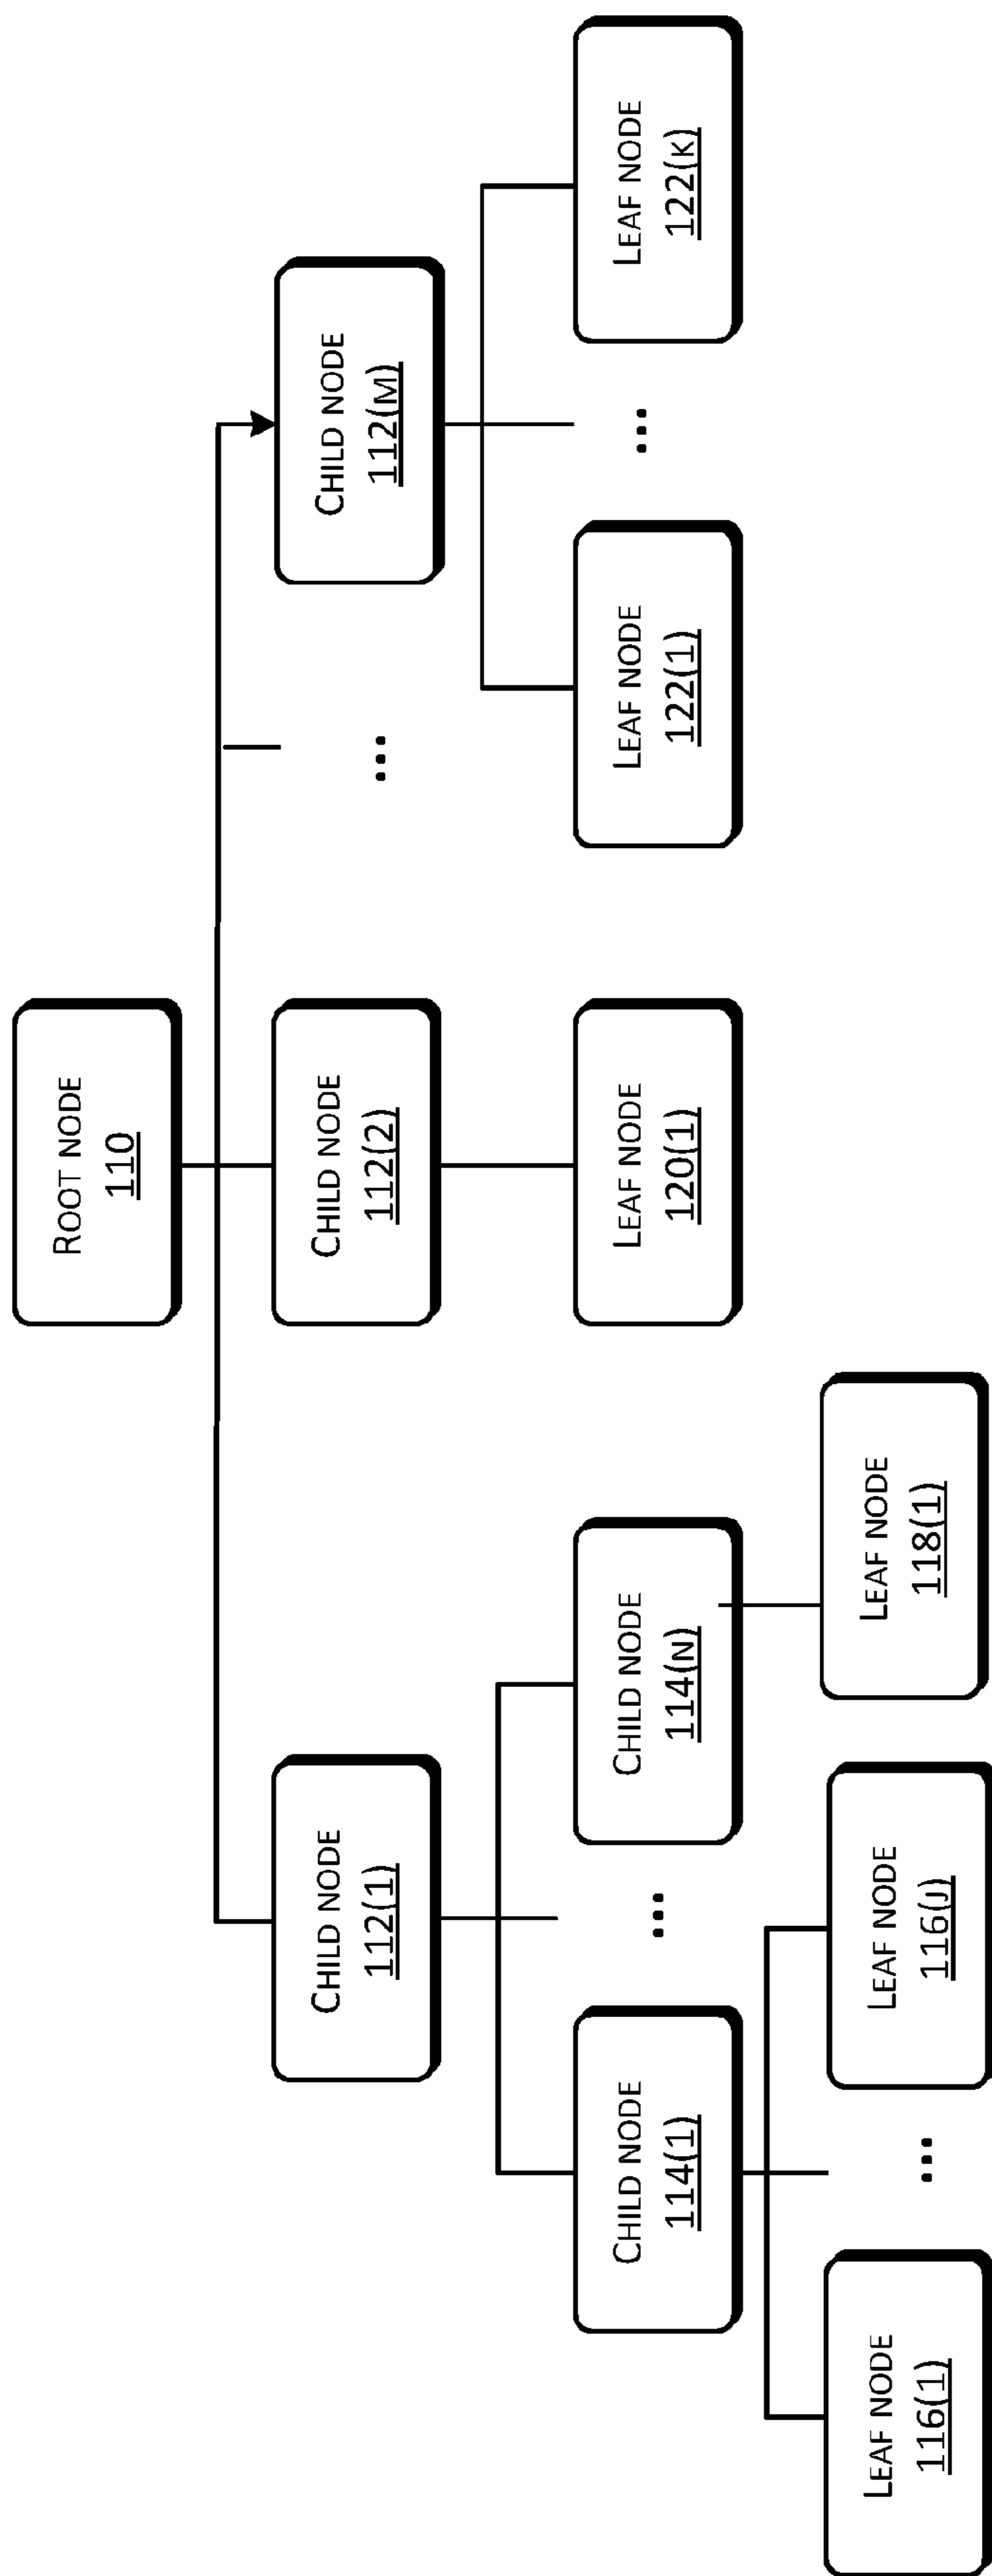 ROOT NODE
110
CHILD NODE
112(1)
CHILD NODE
112(2)
...
CHILD NODE
112(M)
CHILD NODE
114(1)
...
CHILD NODE
114(N)
LEAF NODE
120(1)
LEAF NODE
122(1)
...
LEAF NODE
122(K)
LEAF NODE
116(1)
...
LEAF NODE
116(J)
LEAF NODE
118(1)